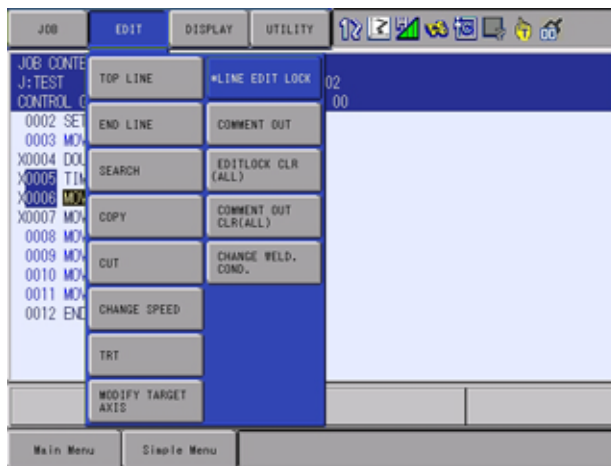 JOB EDIT DISPLAY UTILITY
JOB CONTE
J:TEST 02
CONTROL G 00
TOP LINE *LINE EDIT LOCK
END LINE COMMENT OUT
SEARCH EDITLOCK CLR
(ALL)
COPY COMMENT OUT
CLR(ALL)
CUT CHANGE WELD.
COND.
CHANGE SPEED
TRT
MODIFY TARGET
AXIS
0002 SET
0003 MOV
X0004 DOU
X0005 TIM
X0006 MOV
X0007 MOV
0008 MOV
0009 MOV
0010 MOV
0011 MOV
0012 END
Main Menu Simple Menu